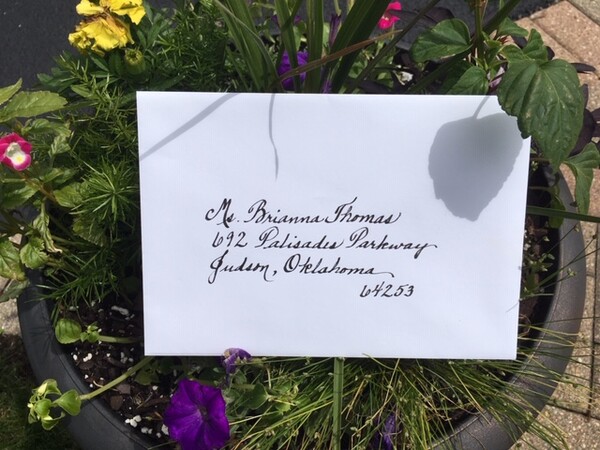 Ms. Brianna Thomas
692 Palisades Parkway
Judson, Oklahoma
64253